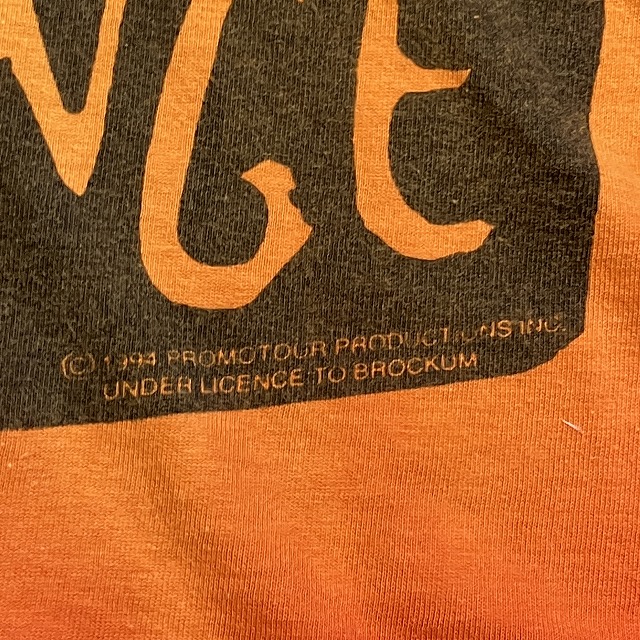 NGE
(C) 1994 PROMOTOUR PRODUCTIONS INC.
UNDER LICENCE TO BROCKUM